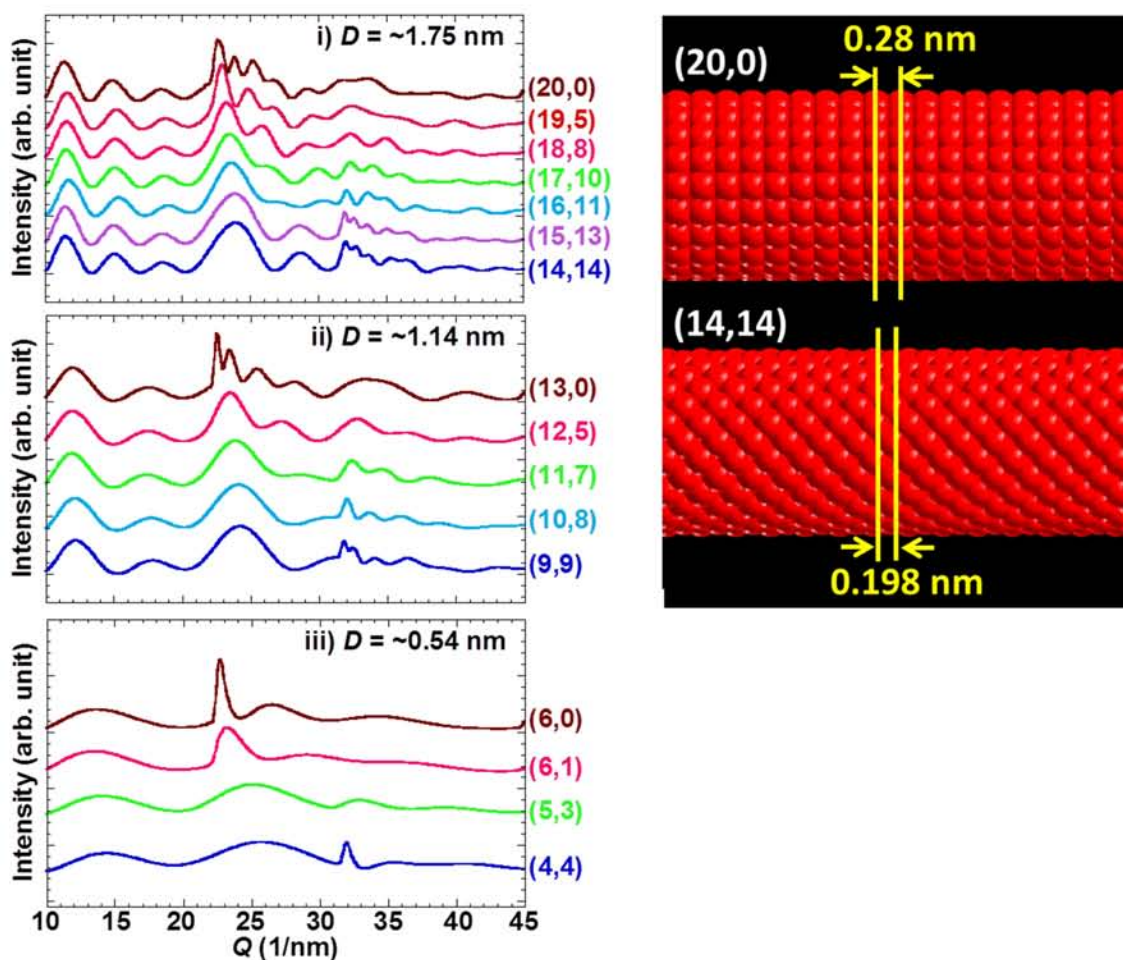 Intensity (arb. unit)
i) D = ~1.75 nm
(20,0)
(19,5)
(18,8)
(17,10)
(16,11)
(15,13)
(14,14)
Intensity (arb. unit)
ii) D = ~1.14 nm
(13,0)
(12,5)
(11,7)
(10,8)
(9,9)
Intensity (arb. unit)
iii) D = ~0.54 nm
(6,0)
(6,1)
(5,3)
(4,4)
10 15 20 25 30 35 40 45
Q (1/nm)
(20,0)
0.28 nm
(14,14)
0.198 nm